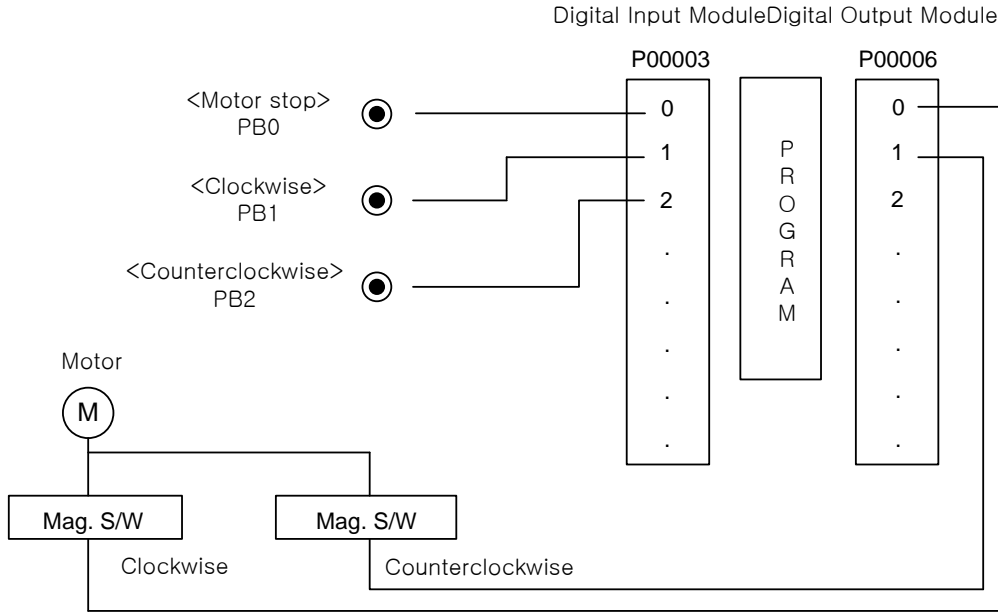 Digital Input ModuleDigital Output Module
P00003
P00006
<Motor stop>
PB0
<Clockwise>
PB1
<Counterclockwise>
PB2
0
1
2
.
.
.
.
.
P
R
O
G
R
A
M
0
1
2
.
.
.
.
.
Motor
M
Mag. S/W
Mag. S/W
Clockwise
Counterclockwise